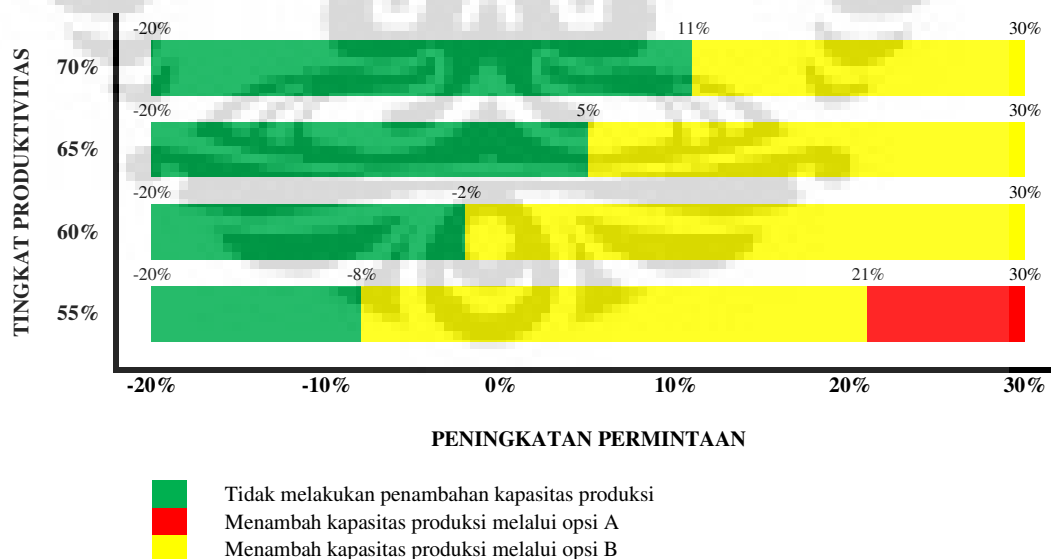 -20% 11% 30%
70%
-20% 5% 30%
65%
-20% -2% 30%
60%
-20% -8% 21% 30%
55%
TINGKAT PRODUKTIVITAS
-20% -10% 0% 10% 20% 30%
PENINGKATAN PERMINTAAN
Tidak melakukan penambahan kapasitas produksi
Menambah kapasitas produksi melalui opsi A
Menambah kapasitas produksi melalui opsi B